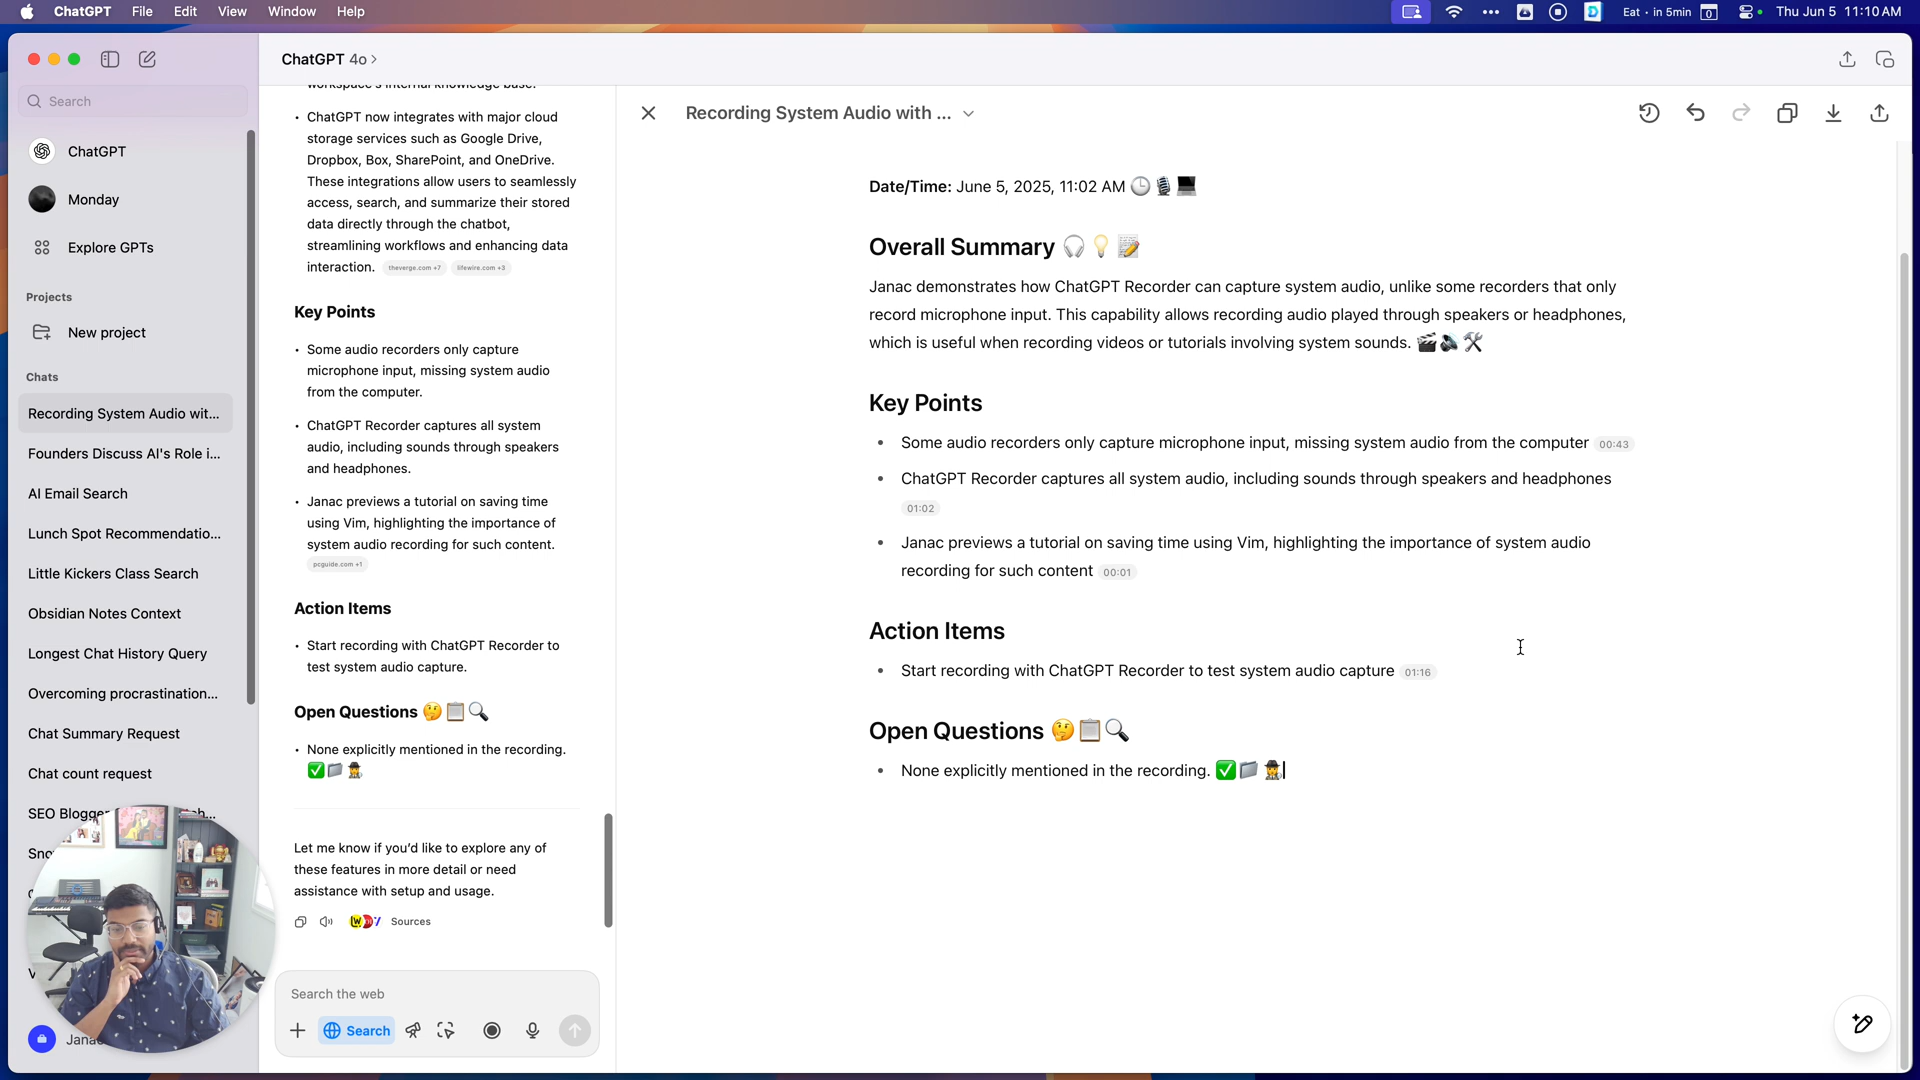 ChatGPT File Edit View Window Help
Eat · in 5min
Thu Jun 5 11:10 AM
Search
ChatGPT
Monday
Explore GPTs
Projects
New project
Chats
Recording System Audio wit...
Founders Discuss AI's Role i...
AI Email Search
Lunch Spot Recommendatio...
Little Kickers Class Search
Obsidian Notes Context
Longest Chat History Query
Overcoming procrastination...
Chat Summary Request
Chat count request
SEO Blogger
ChatGPT 4o >
workspace's internal knowledge base.
• ChatGPT now integrates with major cloud
storage services such as Google Drive,
Dropbox, Box, SharePoint, and OneDrive.
These integrations allow users to seamlessly
access, search, and summarize their stored
data directly through the chatbot,
streamlining workflows and enhancing data
interaction. theverge.com +7 lifewire.com +3
Key Points
• Some audio recorders only capture
microphone input, missing system audio
from the computer.
• ChatGPT Recorder captures all system
audio, including sounds through speakers
and headphones.
• Janac previews a tutorial on saving time
using Vim, highlighting the importance of
system audio recording for such content.
pcguide.com +1
Action Items
• Start recording with ChatGPT Recorder to
test system audio capture.
Open Questions 🤔📋🔍
• None explicitly mentioned in the recording.
✅📁🕵️
Let me know if you'd like to explore any of
these features in more detail or need
assistance with setup and usage.
Sources
Search the web
Search
Recording System Audio with ...
Date/Time: June 5, 2025, 11:02 AM 🕒🎙️💻
Overall Summary 🎧💡📝
Janac demonstrates how ChatGPT Recorder can capture system audio, unlike some recorders that only
record microphone input. This capability allows recording audio played through speakers or headphones,
which is useful when recording videos or tutorials involving system sounds. 🎬🔊🛠️
Key Points
• Some audio recorders only capture microphone input, missing system audio from the computer 00:43
• ChatGPT Recorder captures all system audio, including sounds through speakers and headphones
01:02
• Janac previews a tutorial on saving time using Vim, highlighting the importance of system audio
recording for such content 00:01
Action Items
• Start recording with ChatGPT Recorder to test system audio capture 01:16
Open Questions 🤔📋🔍
• None explicitly mentioned in the recording. ✅📁🕵️